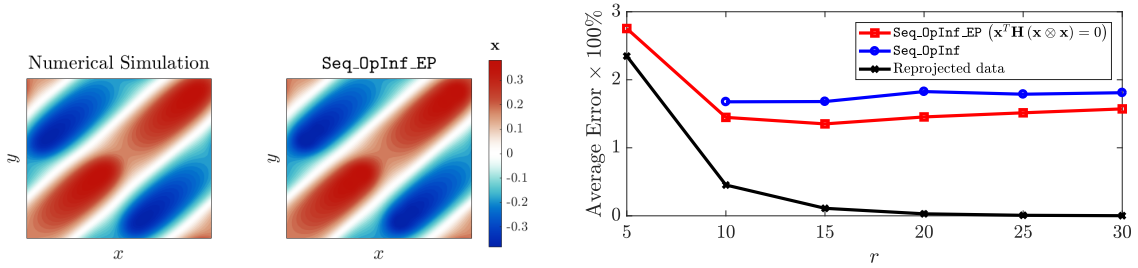 Numerical Simulation
y
x
Seq_OpInf_EP
y
x
x
0.3
0.2
0.1
0
-0.1
-0.2
-0.3
Average Error × 100%
3
2
1
0
5 10 15 20 25 30
r
Seq_OpInf_EP (xᵀH (x ⊗ x) = 0)
Seq_OpInf
Reprojected data